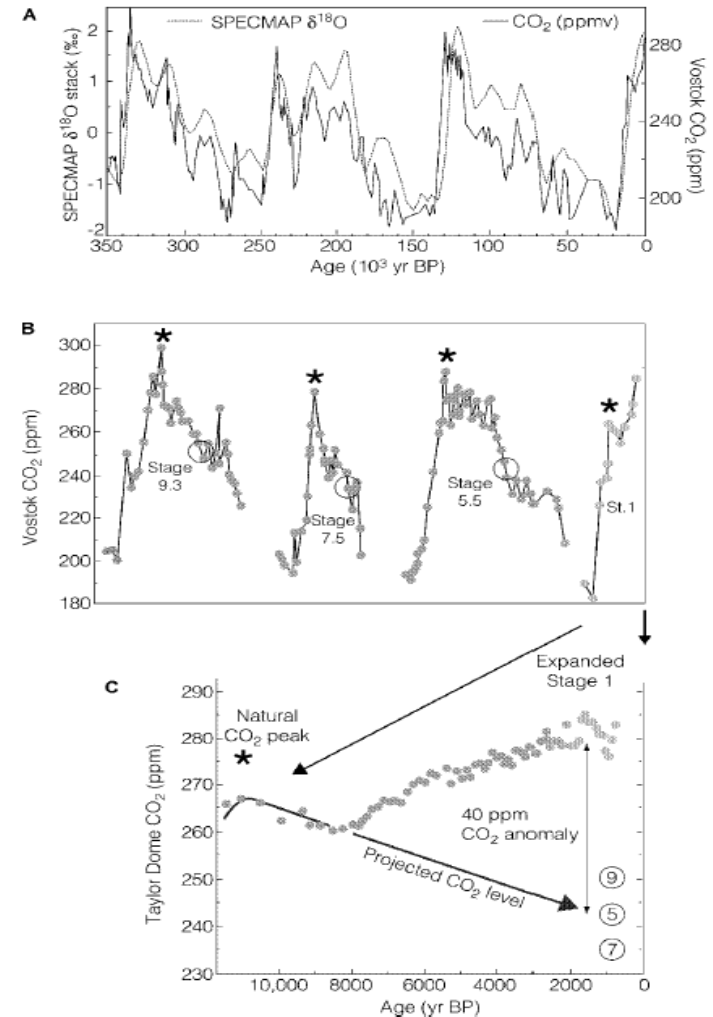 A
SPECMAP δ¹⁸O
CO₂ (ppmv)
SPECMAP δ¹⁸O stack (‰)
2
1
0
-1
-2
280
240
200
Vostok CO₂ (ppm)
350
300
250
200
150
100
50
0
Age (10³ yr BP)
B
Vostok CO₂ (ppm)
300
280
260
240
220
200
180
*
*
*
*
Stage
9.3
Stage
7.5
Stage
5.5
St.1
Expanded
Stage 1
C
Taylor Dome CO₂ (ppm)
290
280
270
260
250
240
230
Natural
CO₂ peak
*
40 ppm
CO₂ anomaly
Projected CO₂ level
9
5
7
10,000
8000
6000
4000
2000
0
Age (yr BP)